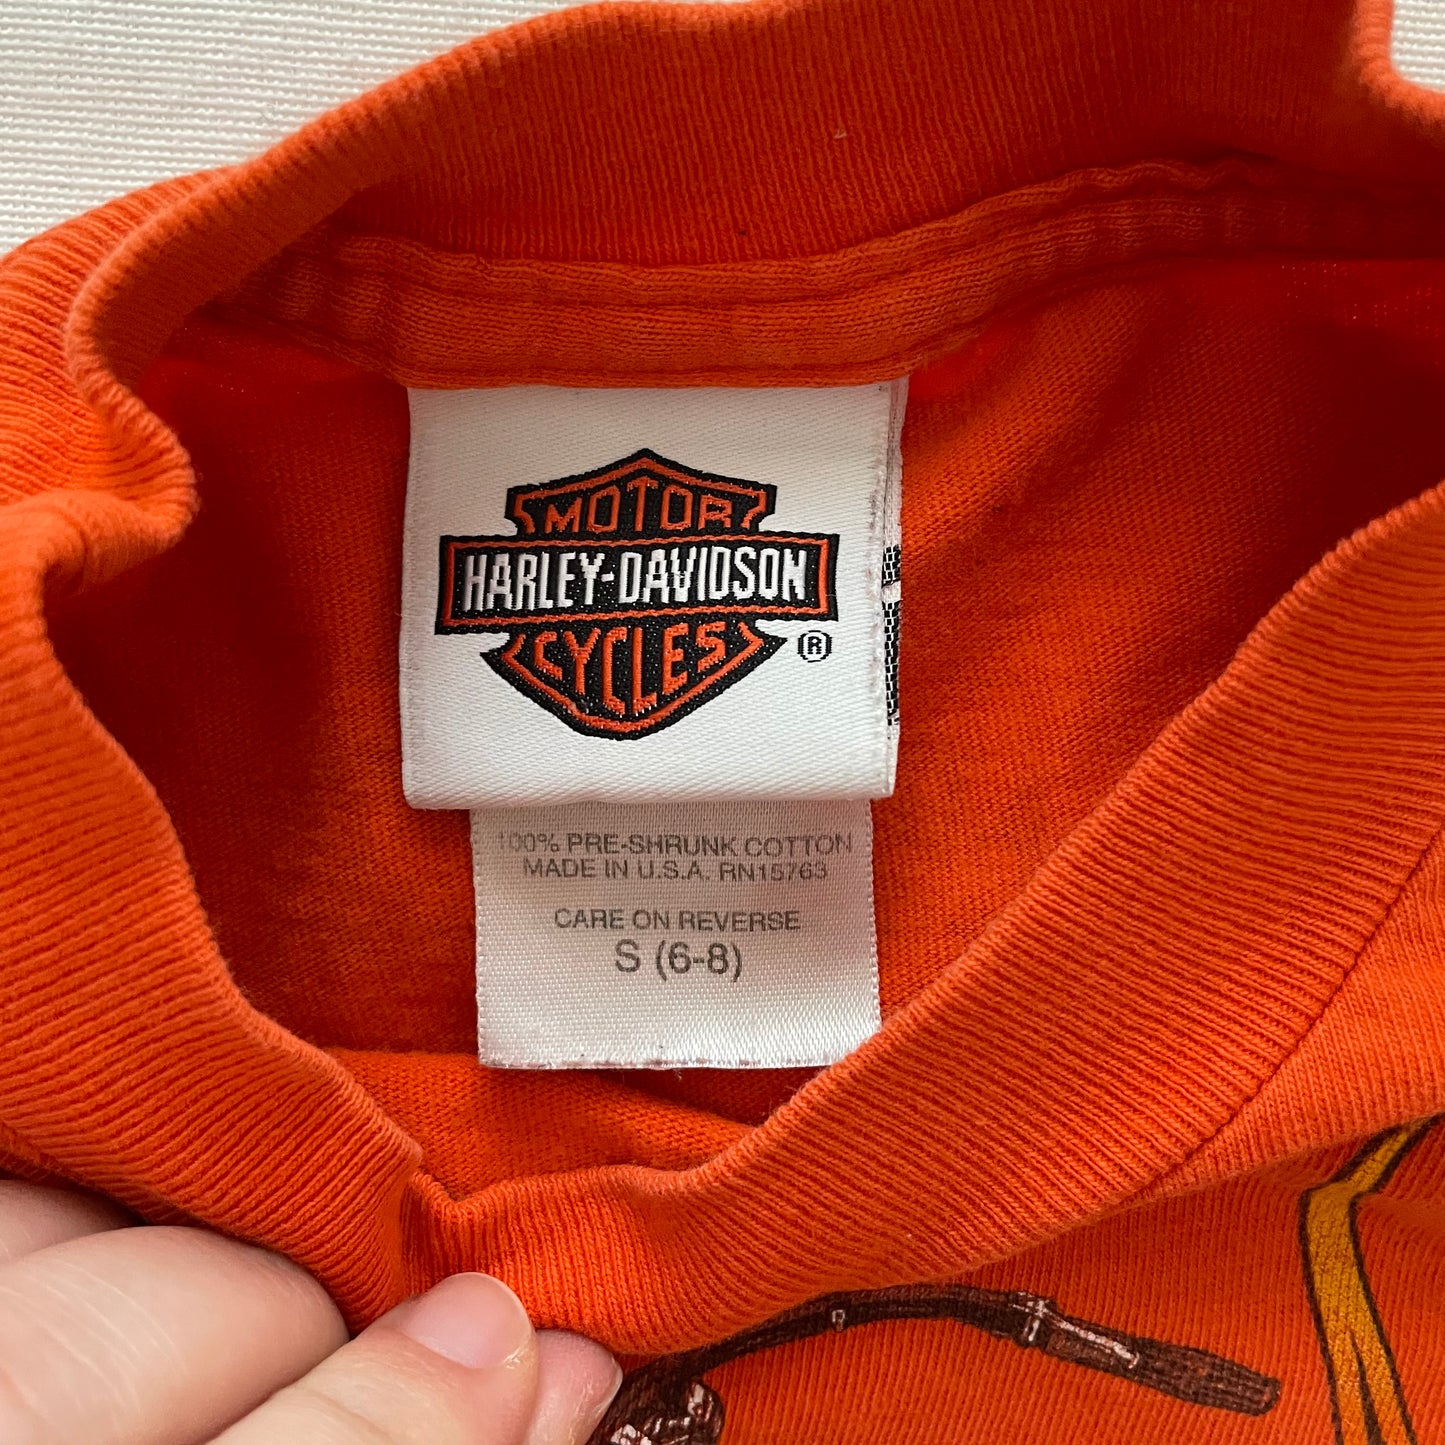 MOTOR
HARLEY-DAVIDSON
CYCLES
®
100% PRE-SHRUNK COTTON
MADE IN U.S.A. RN15763
CARE ON REVERSE
S (6-8)